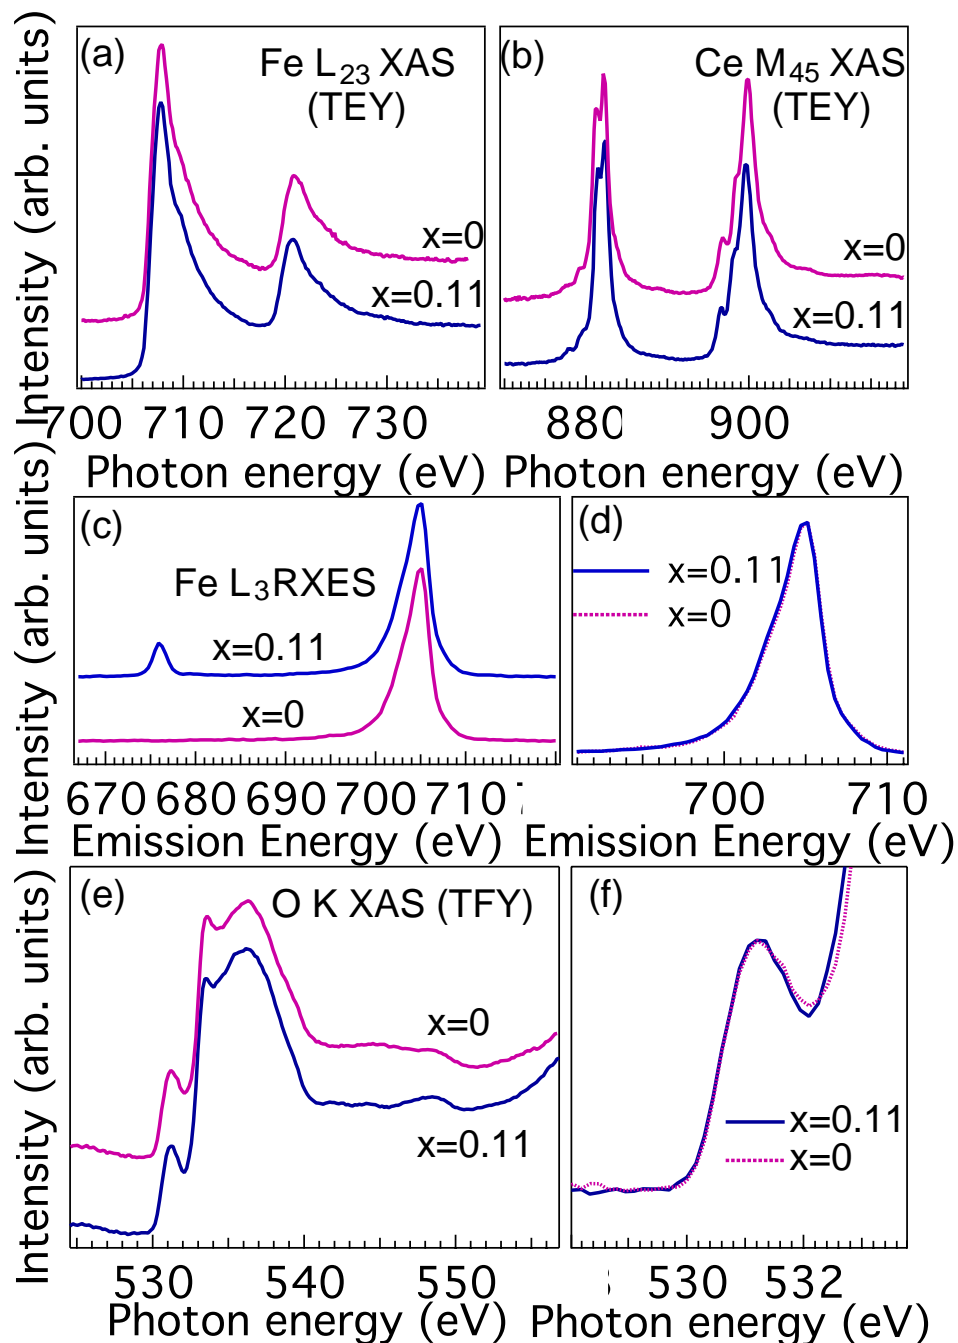 Intensity (arb. units)
(a)
Fe L23 XAS
(TEY)
x=0
x=0.11
700 710 720 730
Photon energy (eV)
(b)
Ce M45 XAS
(TEY)
x=0
x=0.11
880 900
Photon energy (eV)
Intensity (arb. units)
(c)
Fe L3RXES
x=0.11
x=0
670 680 690 700 710
Emission Energy (eV)
(d)
x=0.11
x=0
700 710
Emission Energy (eV)
Intensity (arb. units)
(e)
O K XAS (TFY)
x=0
x=0.11
530 540 550
Photon energy (eV)
(f)
x=0.11
x=0
530 532
Photon energy (eV)